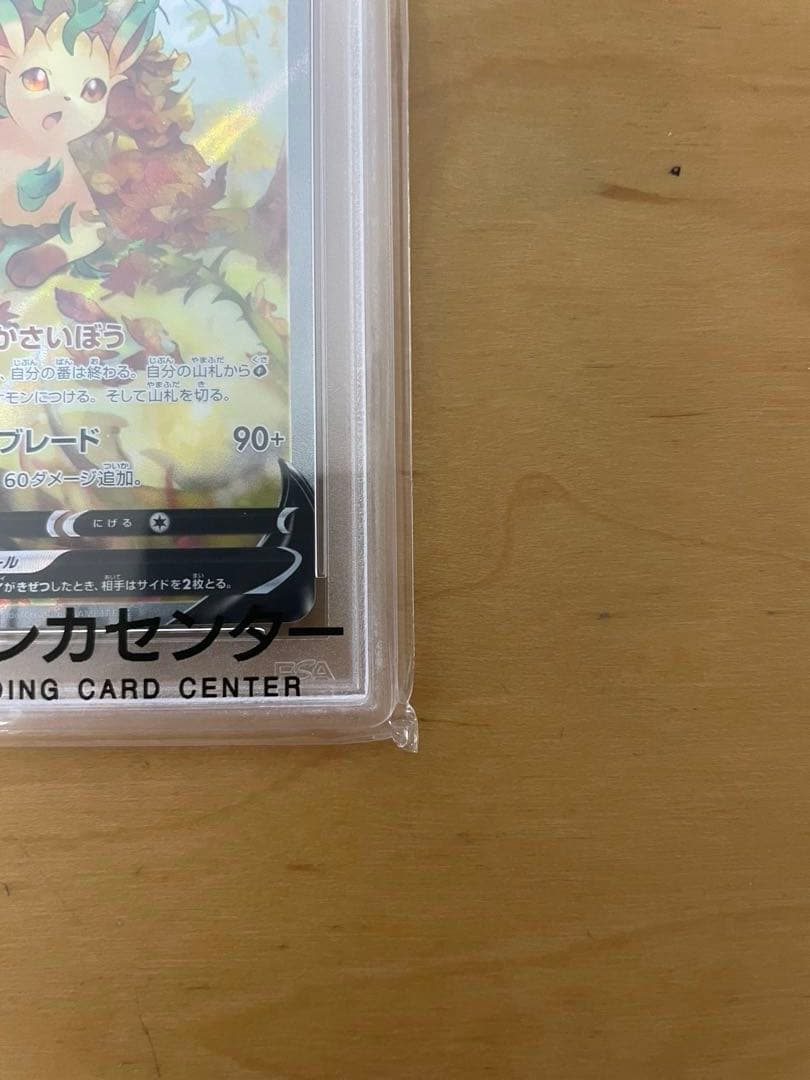 かさいぼう
、自分の番は終わる。自分の山札から
モンにつける。そして山札を切る。
ブレード 90+
60ダメージ追加。
にげる
ール
がきぜつしたとき、相手はサイドを2枚とる。
ンカセンター
PSA
DING CARD CENTER